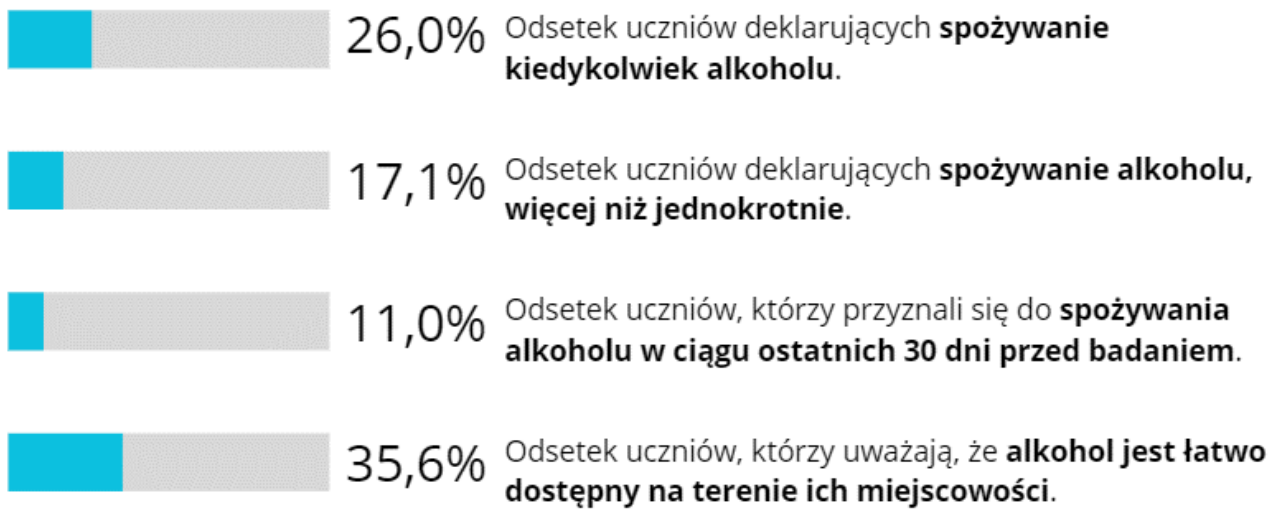 26,0%
Odsetek uczniów deklarujących spożywanie
kiedykolwiek alkoholu.
17,1%
Odsetek uczniów deklarujących spożywanie alkoholu,
więcej niż jednokrotnie.
11,0%
Odsetek uczniów, którzy przyznali się do spożywania
alkoholu w ciągu ostatnich 30 dni przed badaniem.
35,6%
Odsetek uczniów, którzy uważają, że alkohol jest łatwo
dostępny na terenie ich miejscowości.